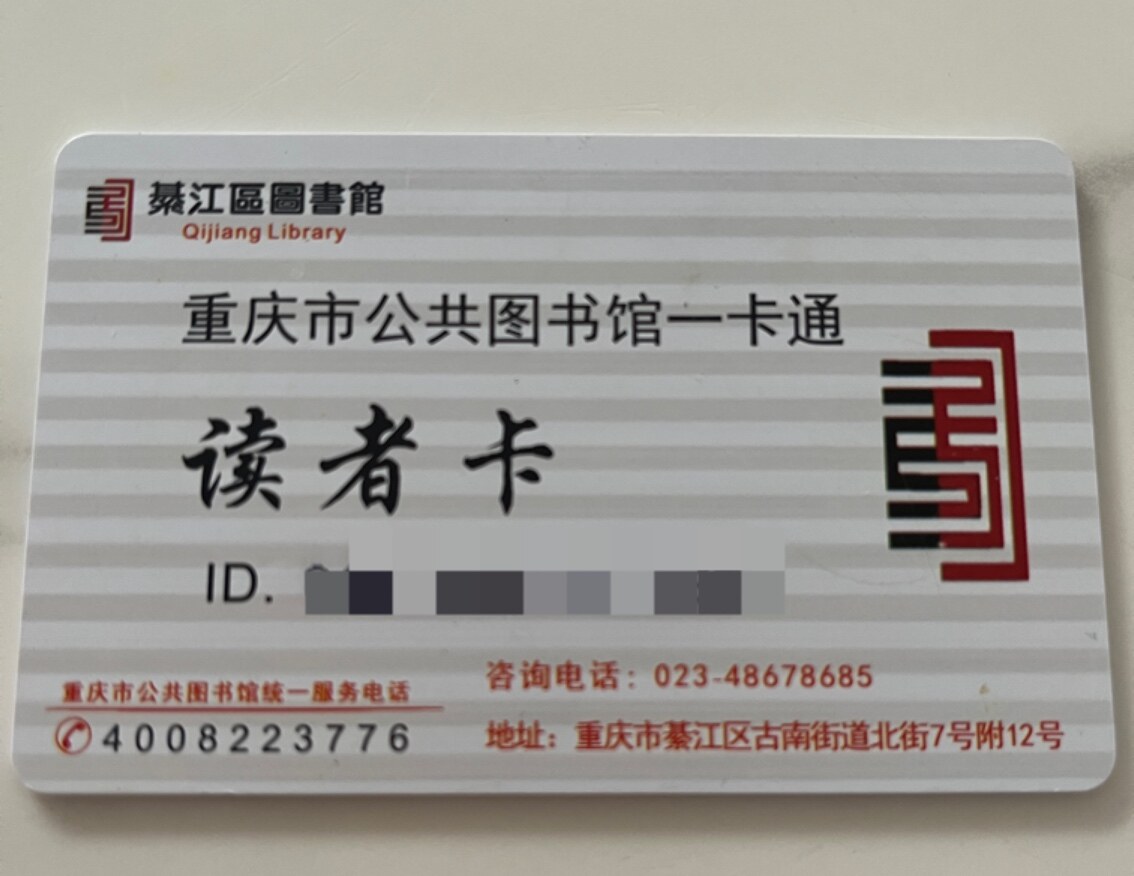 綦江區圖書館
Qijiang Library
重庆市公共图书馆一卡通
读者卡
ID.
重庆市公共图书馆统一服务电话
4008223776
咨询电话：023-48678685
地址：重庆市綦江区古南街道北街7号附12号